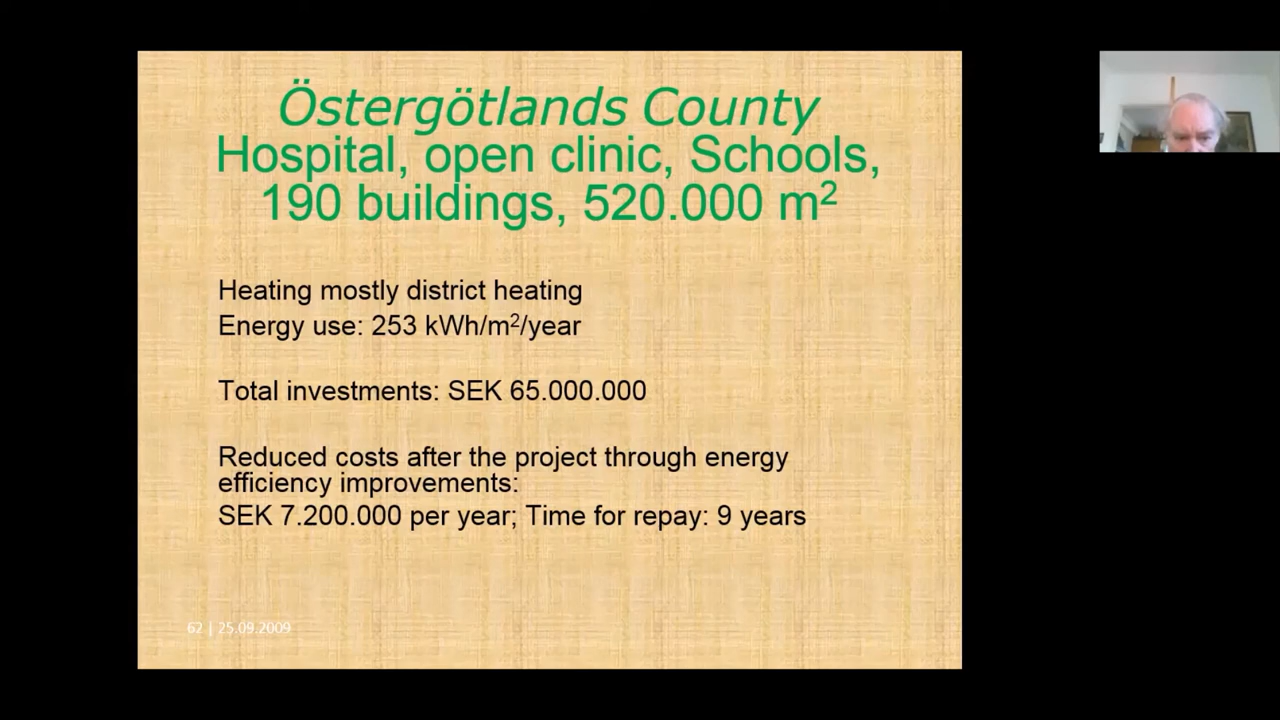 Östergötlands County
Hospital, open clinic, Schools,
190 buildings, 520.000 m²
Heating mostly district heating
Energy use: 253 kWh/m²/year
Total investments: SEK 65.000.000
Reduced costs after the project through energy
efficiency improvements:
SEK 7.200.000 per year; Time for repay: 9 years
62 | 25.09.2009